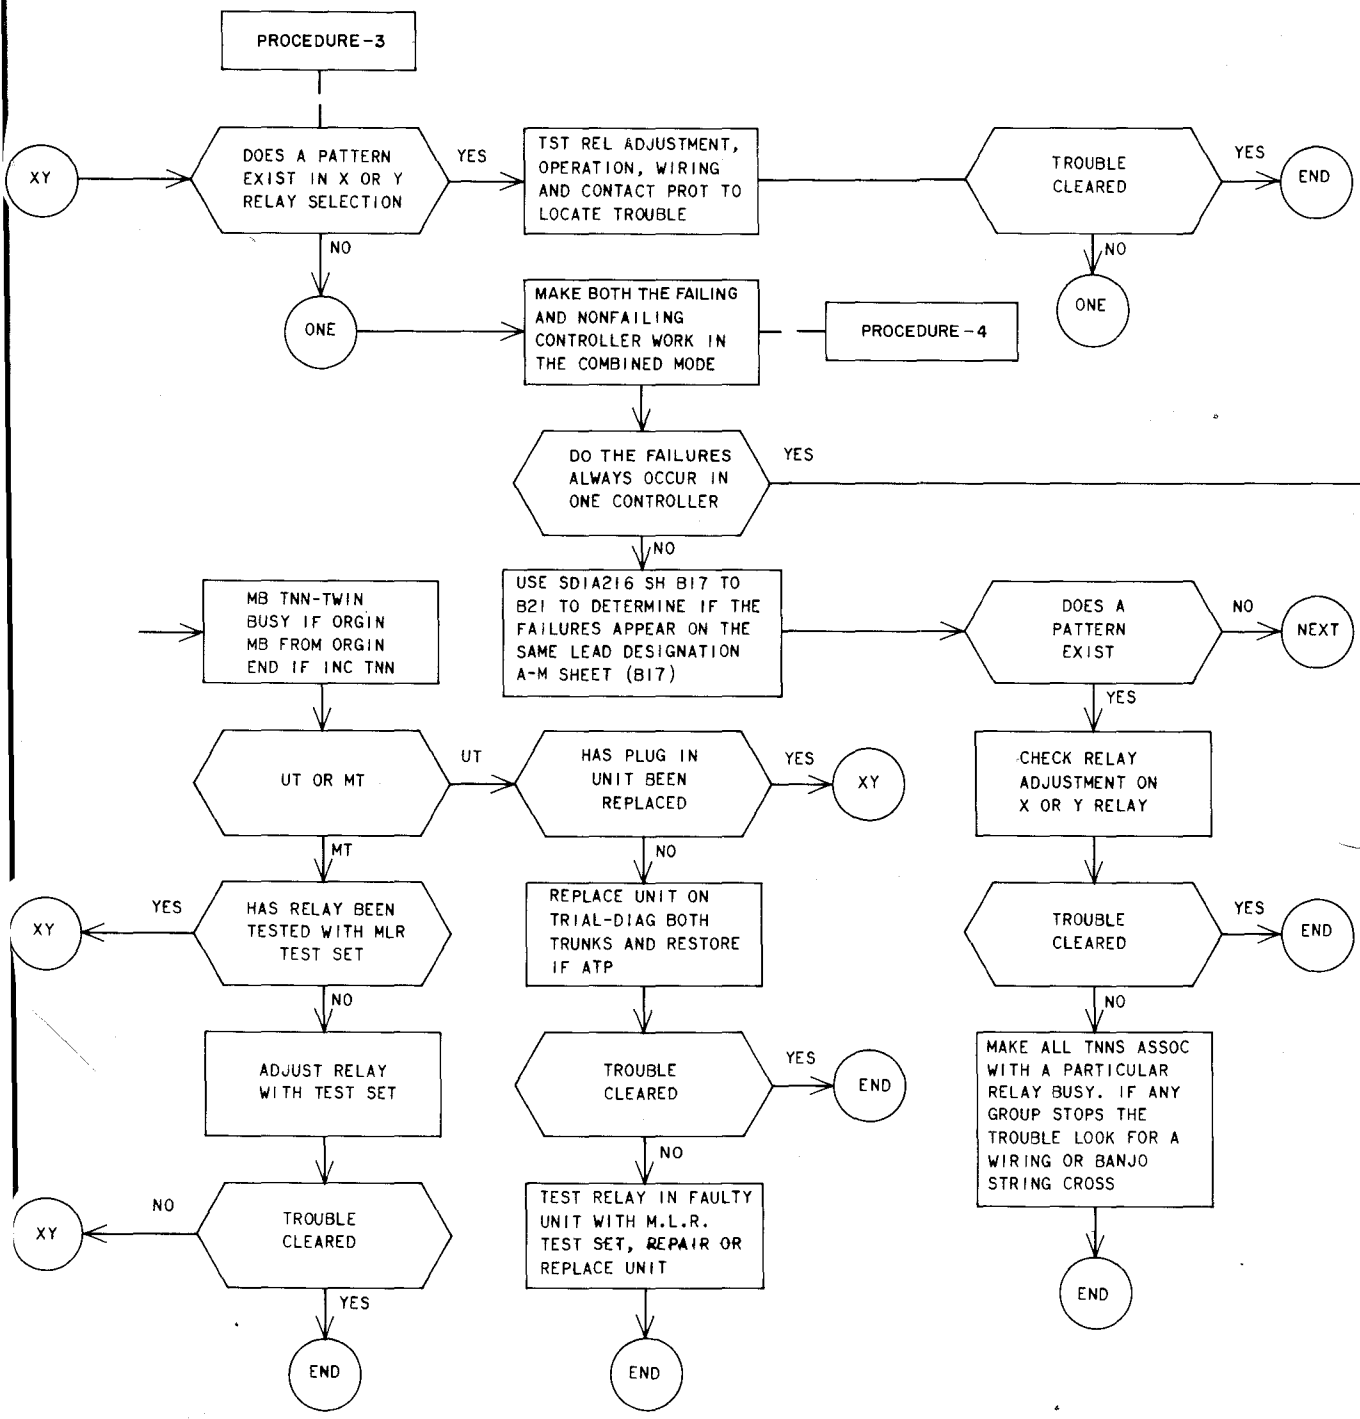 PROCEDURE-3
XY
DOES A PATTERN
EXIST IN X OR Y
RELAY SELECTION
YES
TST REL ADJUSTMENT,
OPERATION, WIRING
AND CONTACT PROT TO
LOCATE TROUBLE
TROUBLE
CLEARED
YES
END
NO
NO
ONE
ONE
MAKE BOTH THE FAILING
AND NONFAILING
CONTROLLER WORK IN
THE COMBINED MODE
PROCEDURE-4
DO THE FAILURES
ALWAYS OCCUR IN
ONE CONTROLLER
YES
NO
MB TNN-TWIN
BUSY IF ORGIN
MB FROM ORGIN
END IF INC TNN
USE SD1A216 SH B17 TO
B21 TO DETERMINE IF THE
FAILURES APPEAR ON THE
SAME LEAD DESIGNATION
A-M SHEET (B17)
DOES A
PATTERN
EXIST
NO
NEXT
YES
UT OR MT
UT
HAS PLUG IN
UNIT BEEN
REPLACED
YES
XY
CHECK RELAY
ADJUSTMENT ON
X OR Y RELAY
MT
NO
XY
YES
HAS RELAY BEEN
TESTED WITH MLR
TEST SET
REPLACE UNIT ON
TRIAL-DIAG BOTH
TRUNKS AND RESTORE
IF ATP
TROUBLE
CLEARED
YES
END
NO
NO
ADJUST RELAY
WITH TEST SET
TROUBLE
CLEARED
YES
END
MAKE ALL TNNS ASSOC
WITH A PARTICULAR
RELAY BUSY. IF ANY
GROUP STOPS THE
TROUBLE LOOK FOR A
WIRING OR BANJO
STRING CROSS
NO
XY
NO
TROUBLE
CLEARED
TEST RELAY IN FAULTY
UNIT WITH M.L.R.
TEST SET, REPAIR OR
REPLACE UNIT
YES
END
END
END